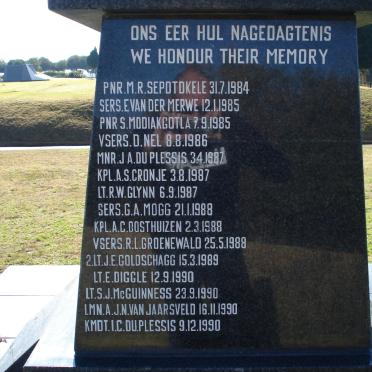 ONS EER HUL NAGEDAGTENIS
WE HONOUR THEIR MEMORY
PNR. M.R. SEPOTOKELE 31.7.1984
SERS. E VAN DER MERWE 12.1.1985
PNR S. MODIAKGOTLA 7.9.1985
VSERS. D. NEL 8.8.1986
MNR. J A. DU PLESSIS 3.4.1987
KPL. A.S. CRONJE 3.8.1987
LT. R.W. GLYNN 6.9.1987
SERS. G.A. MOGG 21.1.1988
KPL. A.C. OOSTHUIZEN 2.3.1988
VSERS. R.L. GROENEWALD 25.5.1988
2.LT. J.E. GOLDSCHAGG 15.3.1989
LT. E. DIGGLE 12.9.1990
LT. S.J. McGUINNESS 23.9.1990
LMN. A.J.N. VAN JAARSVELD 16.11.1990
KMDT. I.C. DU.PLESSIS 9.12.1990